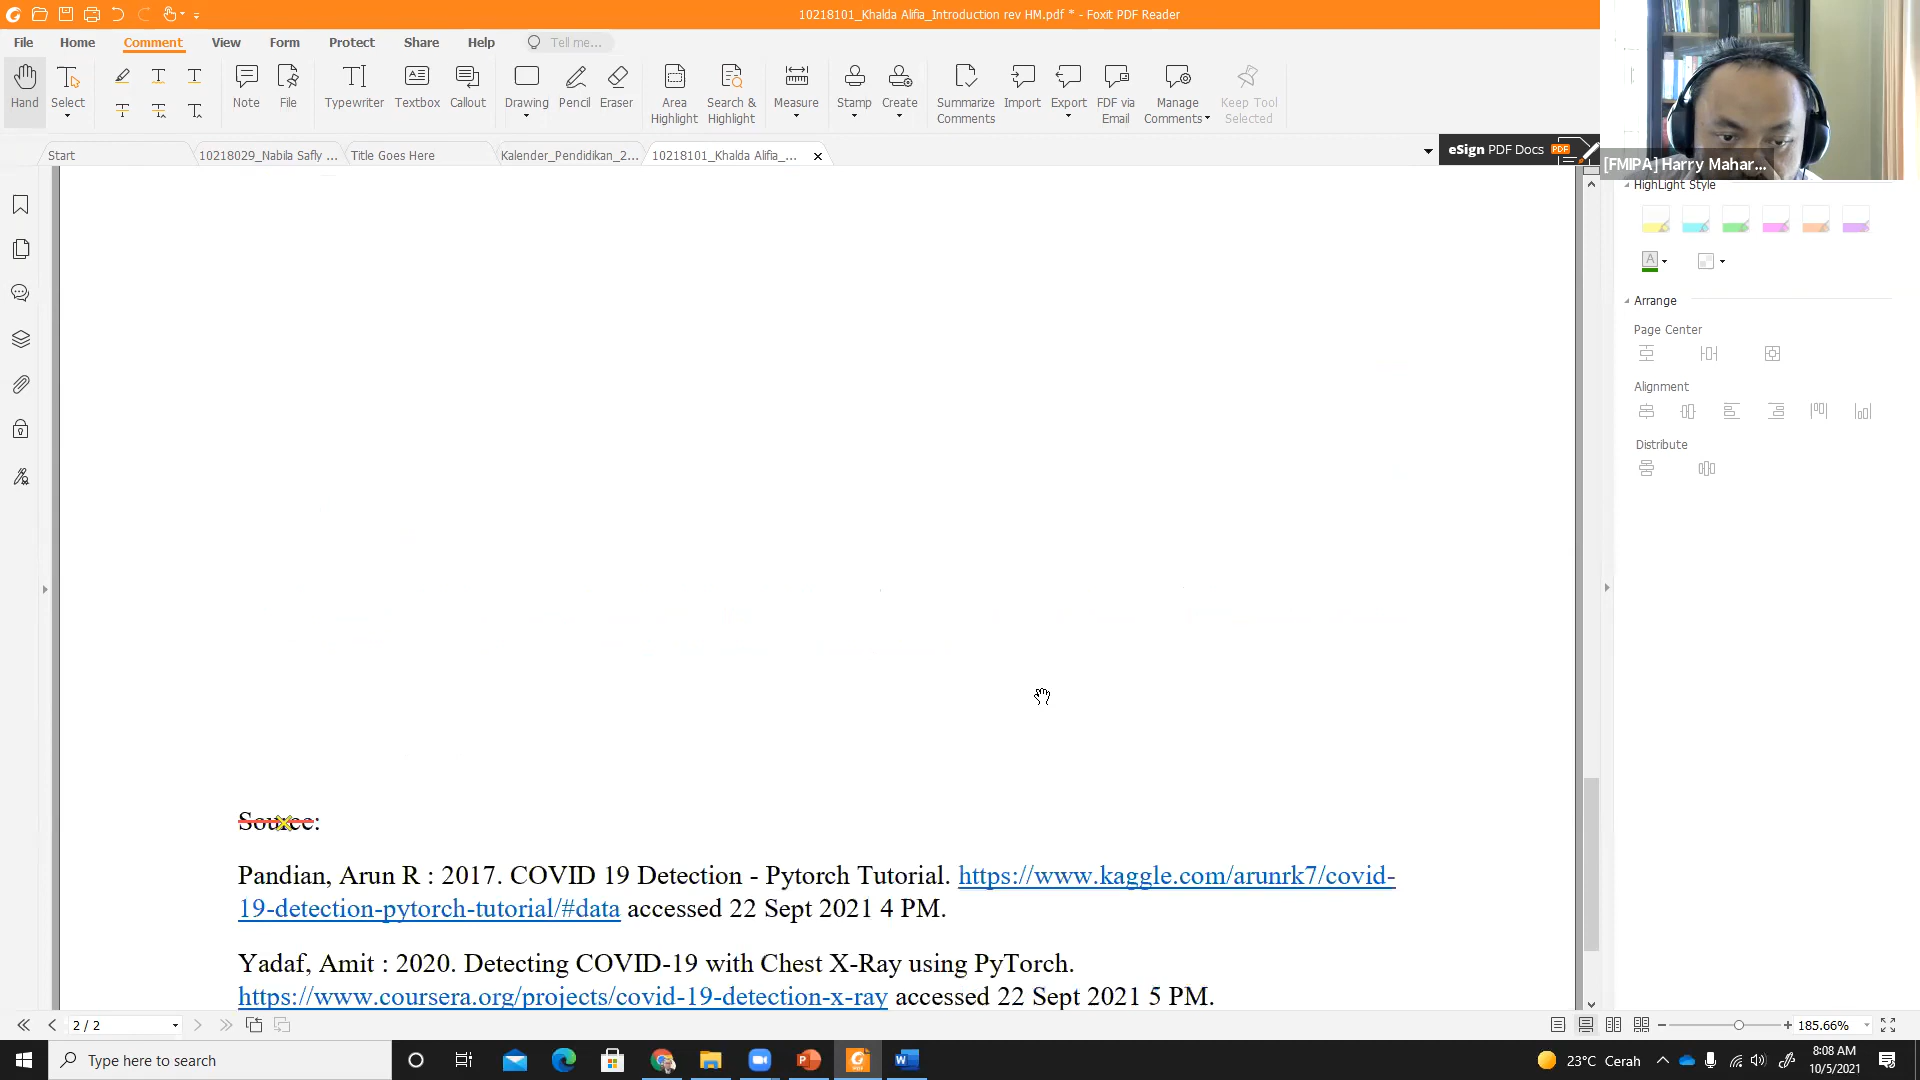 10218101_Khalda Alifia_Introduction rev HM.pdf * - Foxit PDF Reader
File Home Comment View Form Protect Share Help Tell me...
Hand Select Note File Typewriter Textbox Callout Drawing Pencil Eraser Area Highlight Search & Highlight Measure Stamp Create Summarize Comments Import Export PDF via Email Manage Comments Keep Tool Selected
Start 10218029_Nabila Safly ... Title Goes Here Kalender_Pendidikan_2... 10218101_Khalda Alifia_... eSign PDF Docs PDF
[FMIPA] Harry Mahar...
HighLight Style
A
Arrange
Page Center
Alignment
Distribute
Source:
Pandian, Arun R : 2017. COVID 19 Detection - Pytorch Tutorial. https://www.kaggle.com/arunrk7/covid-
19-detection-pytorch-tutorial/#data accessed 22 Sept 2021 4 PM.
Yadaf, Amit : 2020. Detecting COVID-19 with Chest X-Ray using PyTorch.
https://www.coursera.org/projects/covid-19-detection-x-ray accessed 22 Sept 2021 5 PM.
2 / 2 185.66%
Type here to search 23°C Cerah 8:08 AM
10/5/2021